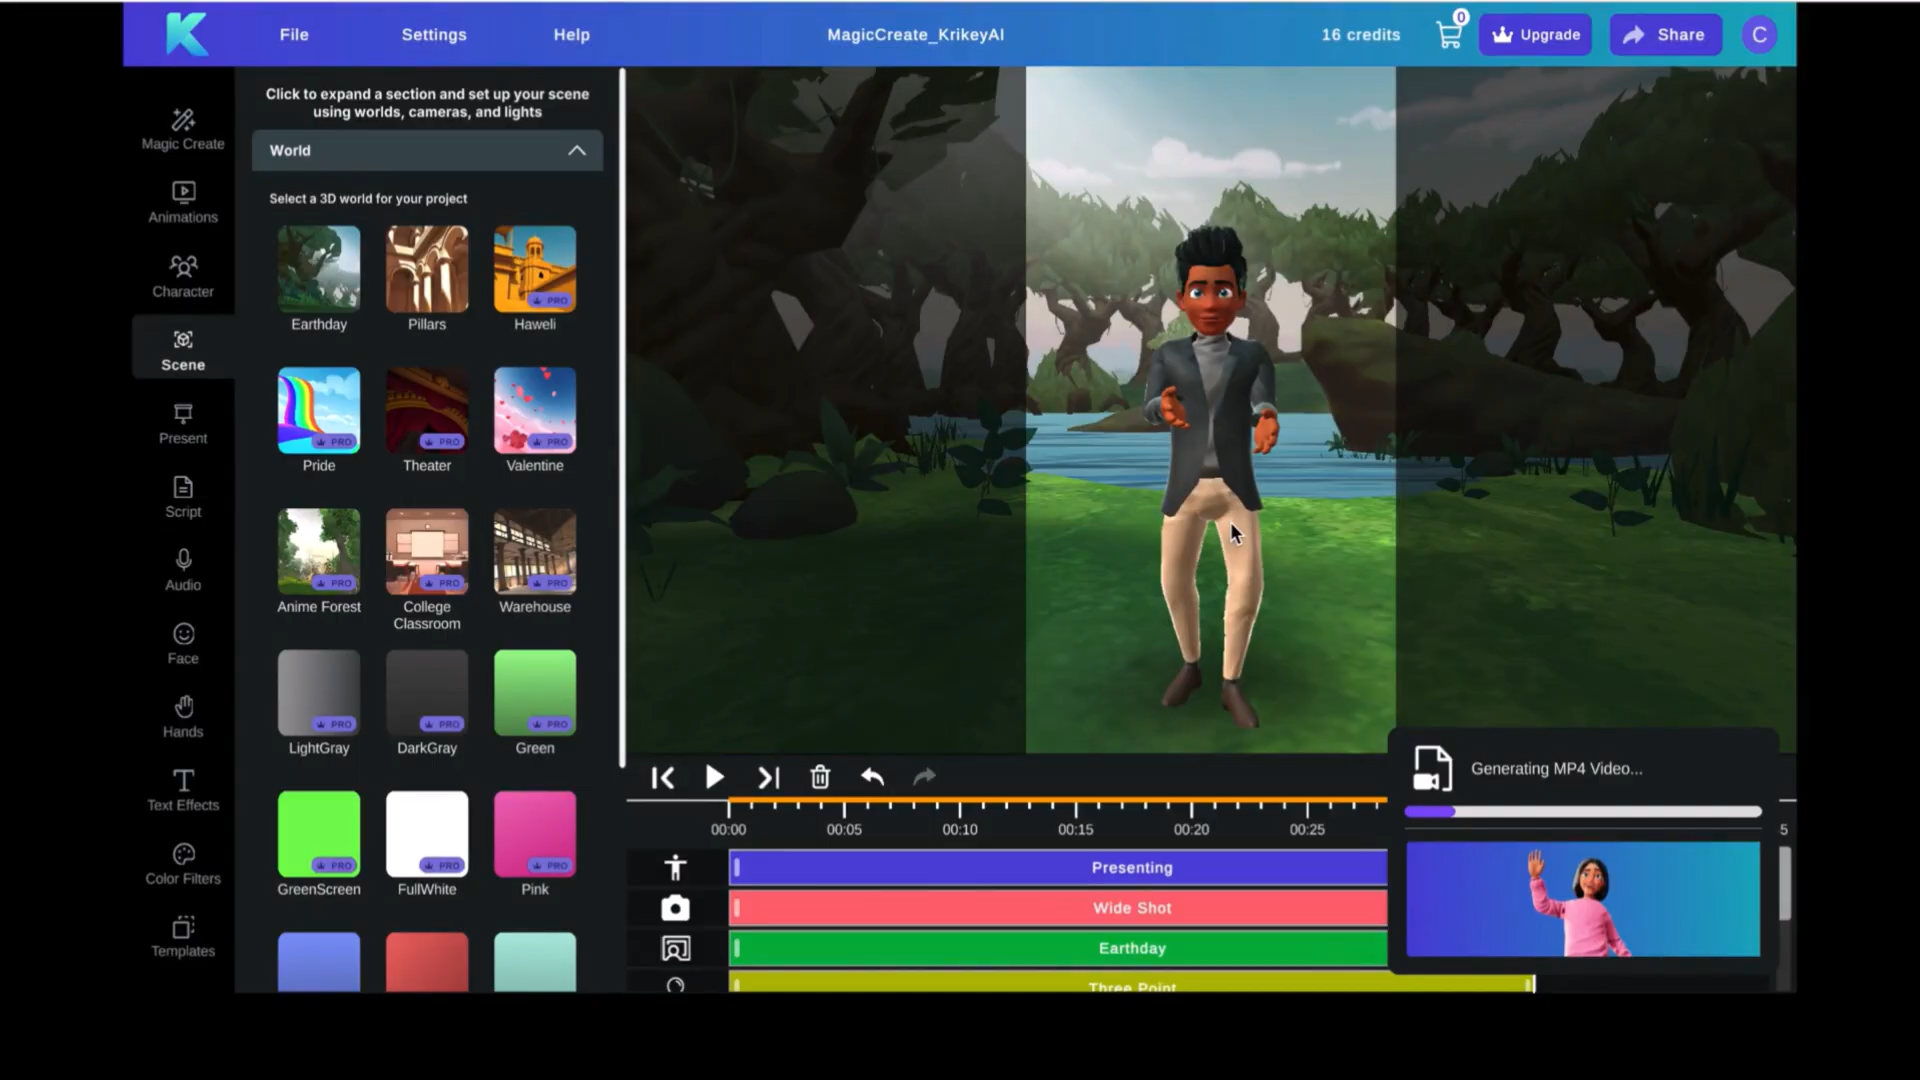 File
Settings
Help
MagicCreate_KrikeyAI
16 credits
0
Upgrade
Share
C
Magic Create
Animations
Character
Scene
Present
Script
Audio
Face
Hands
Text Effects
Color Filters
Templates
Click to expand a section and set up your scene
using worlds, cameras, and lights
World
Select a 3D world for your project
PRO
Earthday
Pillars
Haweli
PRO
PRO
PRO
Pride
Theater
Valentine
PRO
PRO
PRO
Anime Forest
College
Classroom
Warehouse
PRO
PRO
PRO
LightGray
DarkGray
Green
PRO
PRO
PRO
GreenScreen
FullWhite
Pink
Generating MP4 Video...
00:00
00:05
00:10
00:15
00:20
00:25
5
Presenting
Wide Shot
Earthday
Three Point